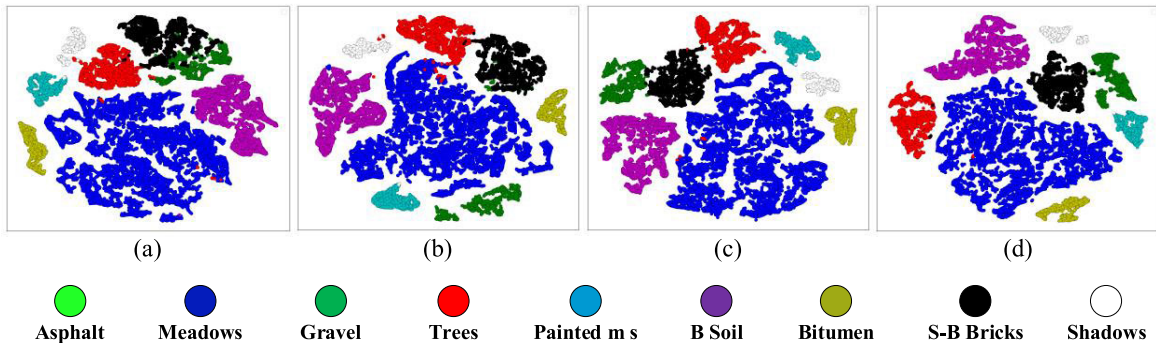 (a) (b) (c) (d)
Asphalt Meadows Gravel Trees Painted m s B Soil Bitumen S-B Bricks Shadows